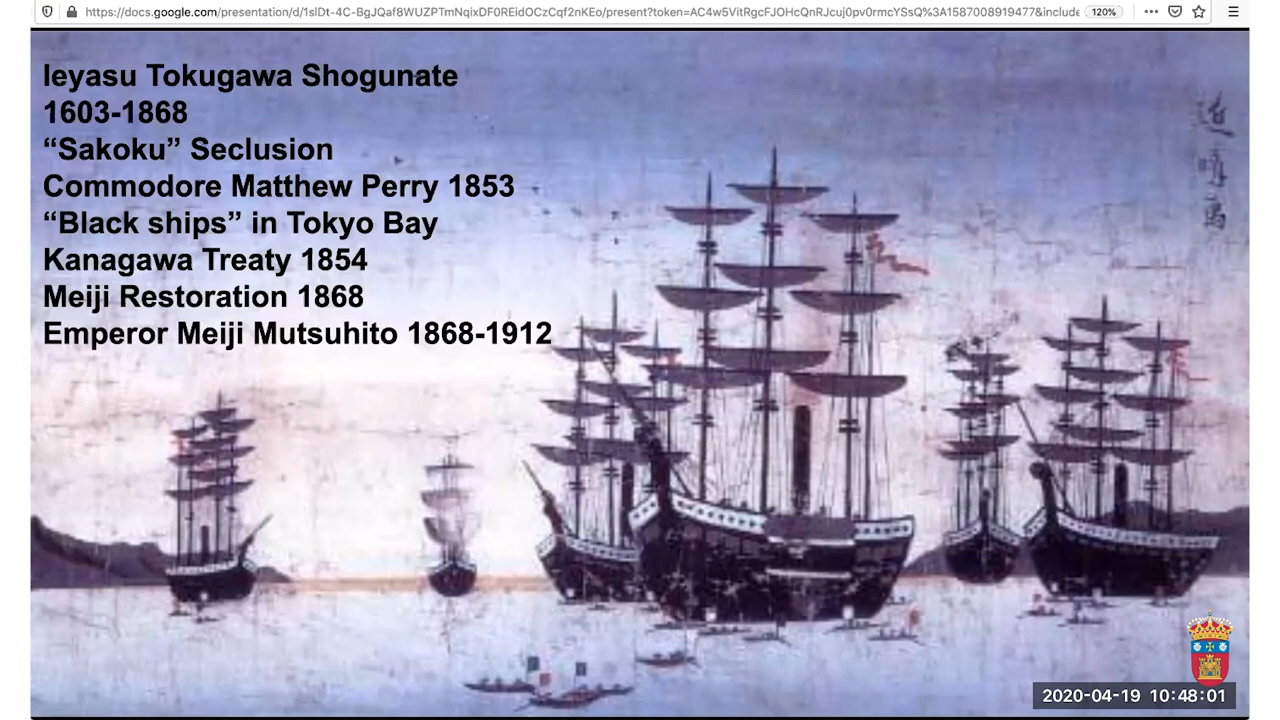 https://docs.google.com/presentation/d/1slDt-4C-BgJQaf8WUZPTmNqixDF0REidOCzCqf2nKEo/present?token=AC4w5VitRgcFJOHcQnRJcuj0pv0rmcYSsQ%3A1587008919477&include
120%
Ieyasu Tokugawa Shogunate
1603-1868
“Sakoku” Seclusion
Commodore Matthew Perry 1853
“Black ships” in Tokyo Bay
Kanagawa Treaty 1854
Meiji Restoration 1868
Emperor Meiji Mutsuhito 1868-1912
2020-04-19 10:48:01